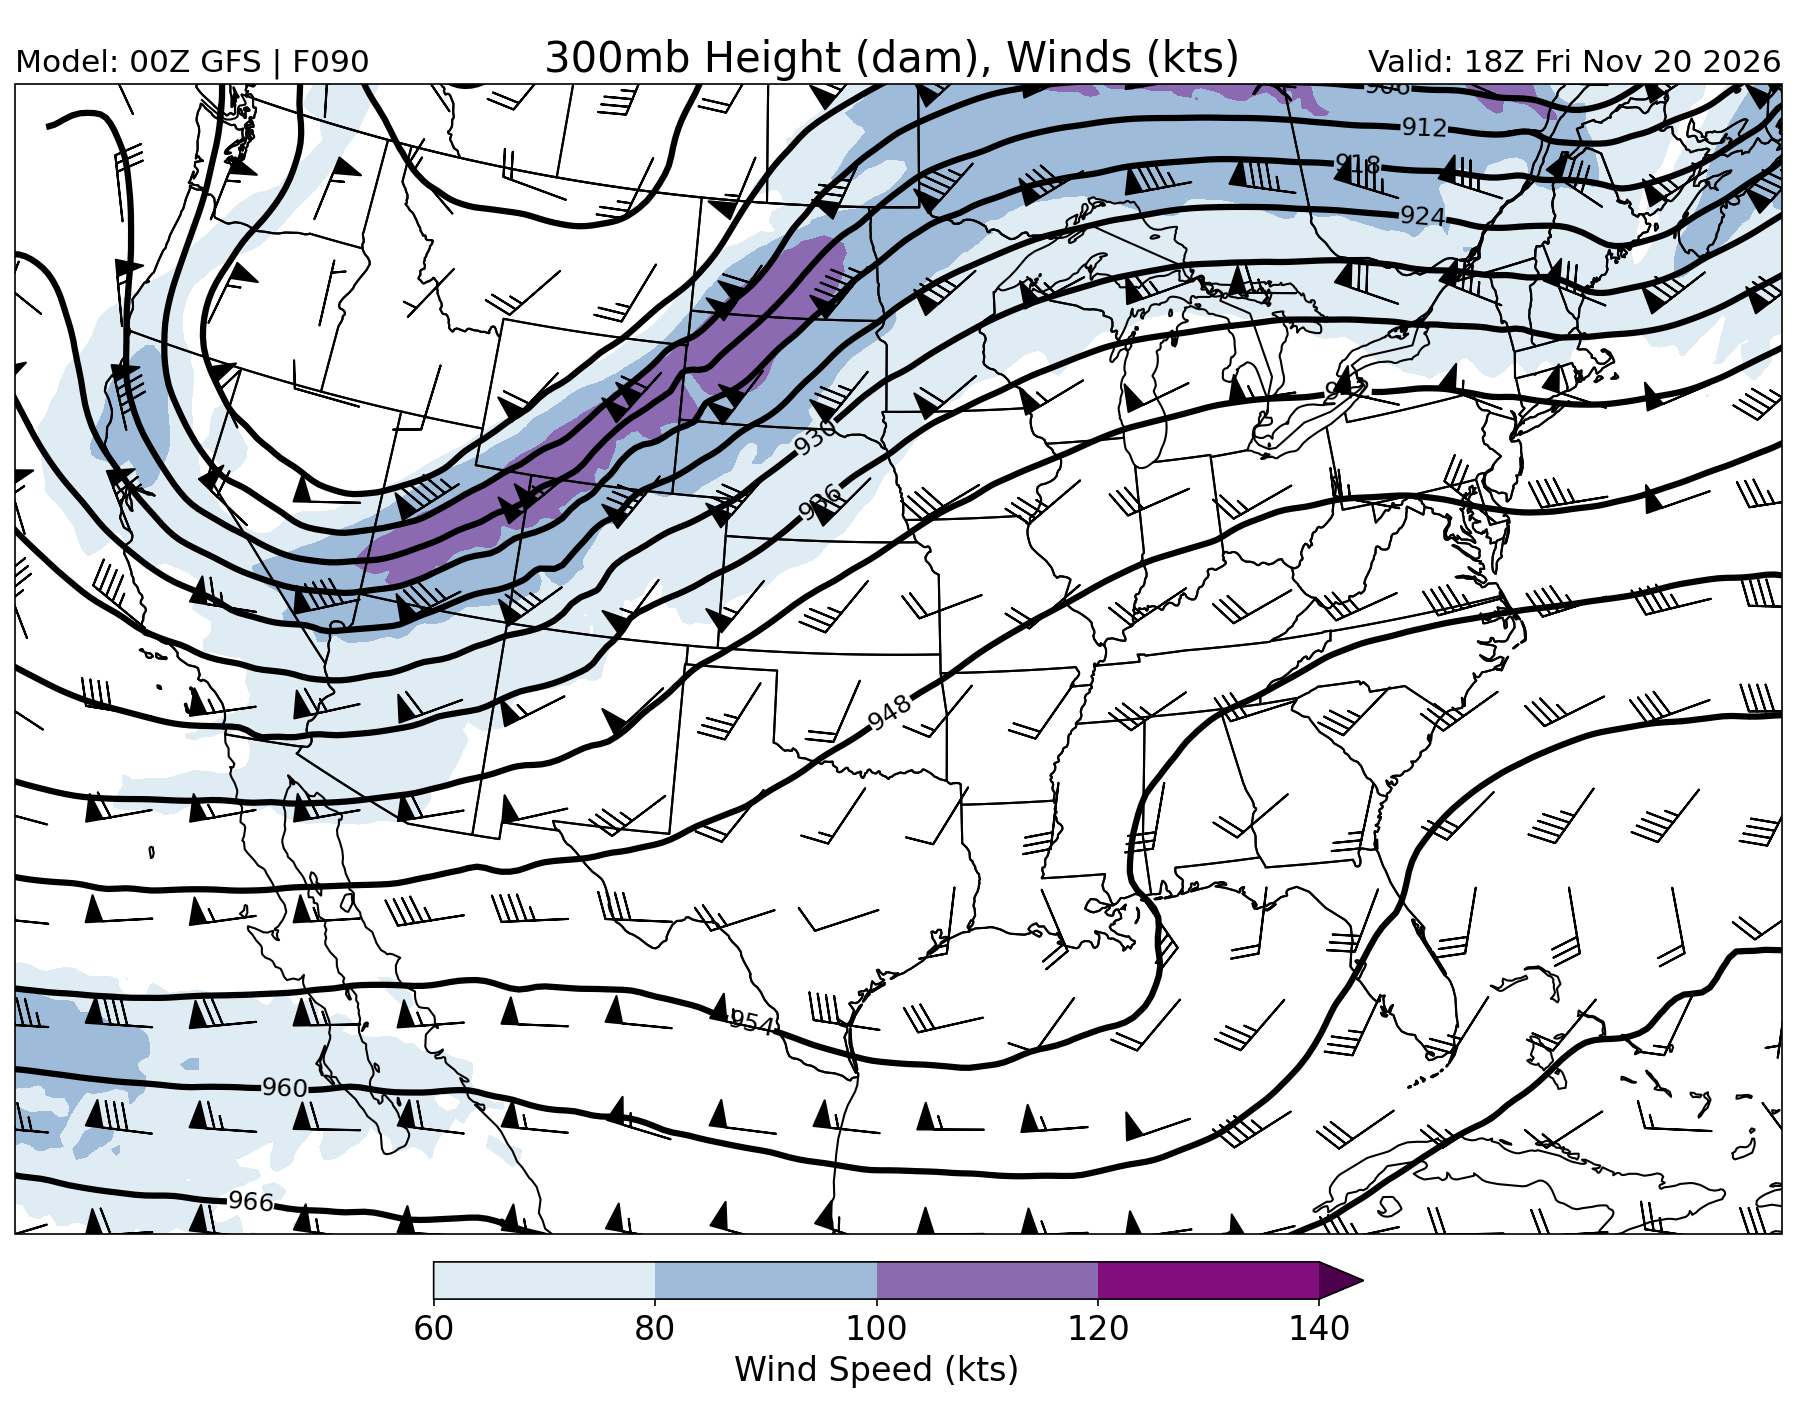 Model: 00Z GFS | F090
300mb Height (dam), Winds (kts)
Valid: 18Z Fri Nov 20 2026
912
918
924
930
936
948
954
960
966
60 80 100 120 140
Wind Speed (kts)